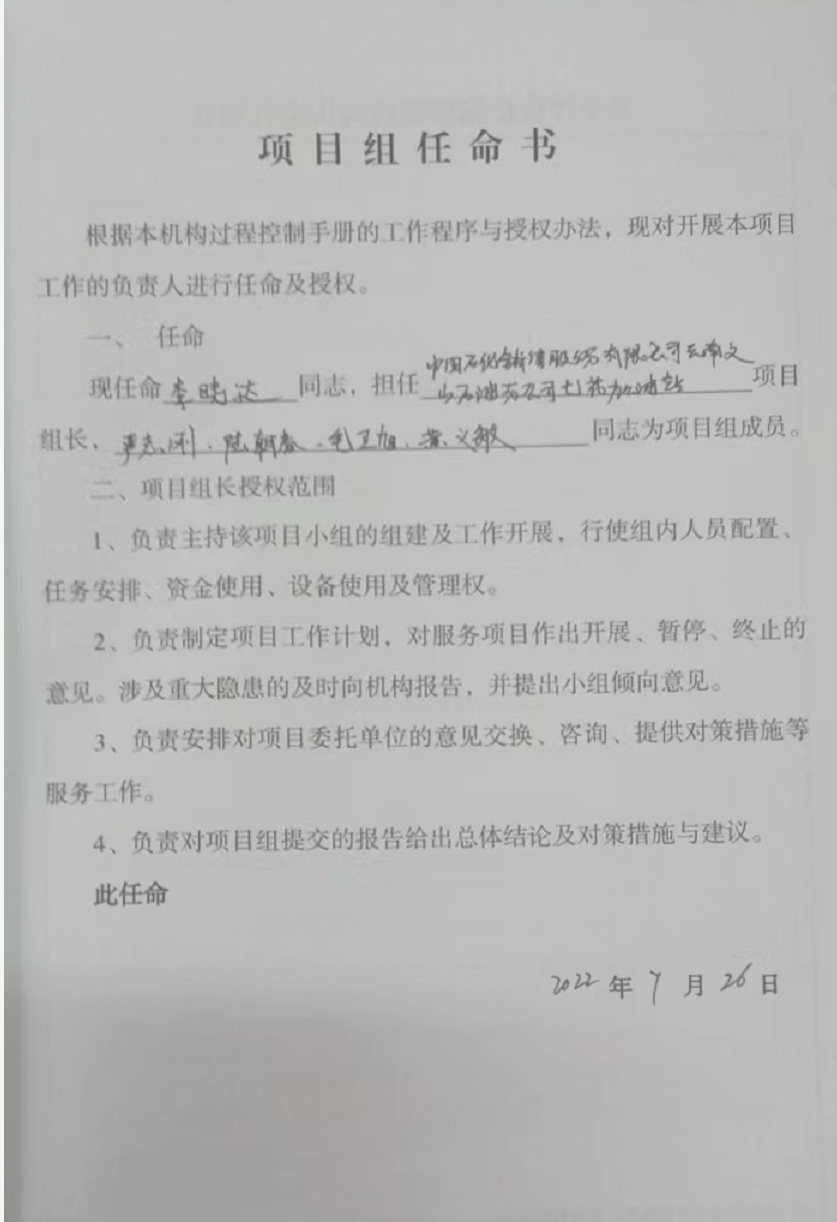 项目组任命书
根据本机构过程控制手册的工作程序与授权办法，现对开展本项目
工作的负责人进行任命及授权。
一、 任命
中国石化销售股份有限公司云南文
现任命李晓达同志，担任山石油分公司加油站项目
组长、严志刚、陆朝春、毛卫旭、黄义敏同志为项目组成员。
二、项目组长授权范围
1、负责主持该项目小组的组建及工作开展，行使组内人员配置、
任务安排、资金使用、设备使用及管理权。
2、负责制定项目工作计划，对服务项目作出开展、暂停、终止的
意见。涉及重大隐患的及时向机构报告，并提出小组倾向意见。
3、负责安排对项目委托单位的意见交换、咨询、提供对策措施等
服务工作。
4、负责对项目组提交的报告给出总体结论及对策措施与建议。
此任命
2022年7月26日